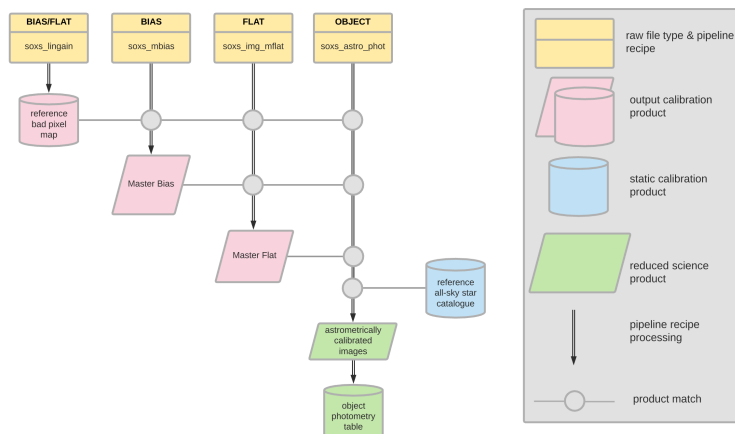 BIAS/FLAT
soxs_lingain
BIAS
soxs_mbias
FLAT
soxs_img_mflat
OBJECT
soxs_astro_phot
reference
bad pixel
map
Master Bias
Master Flat
reference
all-sky star
catalogue
astrometrically
calibrated
images
object
photometry
table
raw file type & pipeline
recipe
output calibration
product
static calibration
product
reduced science
product
pipeline recipe
processing
product match